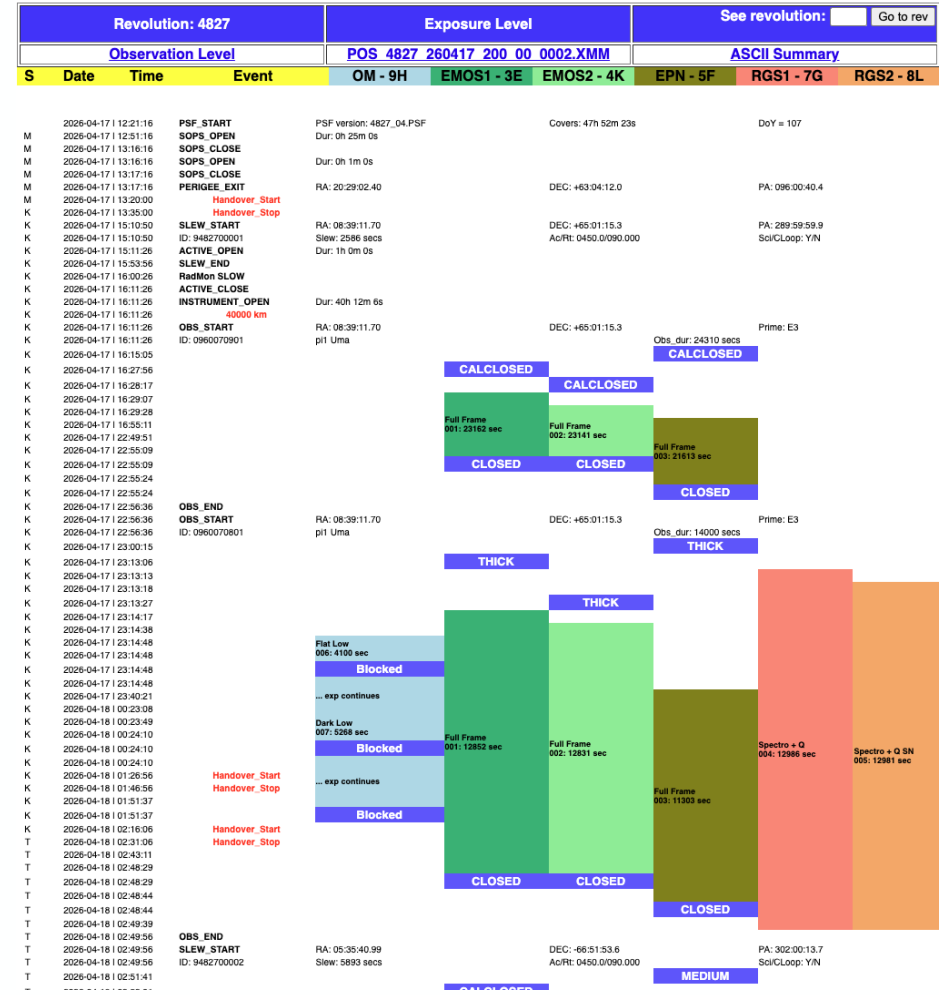 Revolution: 4827 Exposure Level See revolution: Go to rev
Observation Level POS_4827_260417_200_00_0002.XMM ASCII Summary
S Date Time Event OM - 9H EMOS1 - 3E EMOS2 - 4K EPN - 5F RGS1 - 7G RGS2 - 8L
2026-04-17 | 12:21:16 PSF_START PSF version: 4827_04.PSF Covers: 47h 52m 23s DoY = 107
M 2026-04-17 | 12:51:16 SOPS_OPEN Dur: 0h 25m 0s
M 2026-04-17 | 13:16:16 SOPS_CLOSE
M 2026-04-17 | 13:16:16 SOPS_OPEN Dur: 0h 1m 0s
M 2026-04-17 | 13:17:16 SOPS_CLOSE
M 2026-04-17 | 13:17:16 PERIGEE_EXIT RA: 20:29:02.40 DEC: +63:04:12.0 PA: 096:00:40.4
M 2026-04-17 | 13:20:00 Handover_Start
K 2026-04-17 | 13:35:00 Handover_Stop
K 2026-04-17 | 15:10:50 SLEW_START RA: 08:39:11.70 DEC: +65:01:15.3 PA: 289:59:59.9
K 2026-04-17 | 15:10:50 ID: 9482700001 Slew: 2586 secs Ac/Rt: 0450.0/090.000 Sci/CLoop: Y/N
K 2026-04-17 | 15:11:26 ACTIVE_OPEN Dur: 1h 0m 0s
K 2026-04-17 | 15:53:56 SLEW_END
K 2026-04-17 | 16:00:26 RadMon SLOW
K 2026-04-17 | 16:11:26 ACTIVE_CLOSE
K 2026-04-17 | 16:11:26 INSTRUMENT_OPEN Dur: 40h 12m 6s
K 2026-04-17 | 16:11:26 40000 km
K 2026-04-17 | 16:11:26 OBS_START RA: 08:39:11.70 DEC: +65:01:15.3 Prime: E3
K 2026-04-17 | 16:11:26 ID: 0960070901 pi1 Uma Obs_dur: 24310 secs
K 2026-04-17 | 16:15:05 CALCLOSED
K 2026-04-17 | 16:27:56 CALCLOSED
K 2026-04-17 | 16:28:17 CALCLOSED
K 2026-04-17 | 16:29:07
K 2026-04-17 | 16:29:28 Full Frame
K 2026-04-17 | 16:55:11 001: 23162 sec Full Frame
K 2026-04-17 | 22:49:51 002: 23141 sec
K 2026-04-17 | 22:55:09 Full Frame
003: 21613 sec
K 2026-04-17 | 22:55:09 CLOSED CLOSED
K 2026-04-17 | 22:55:24
K 2026-04-17 | 22:55:24 CLOSED
K 2026-04-17 | 22:56:36 OBS_END
K 2026-04-17 | 22:56:36 OBS_START RA: 08:39:11.70 DEC: +65:01:15.3 Prime: E3
K 2026-04-17 | 22:56:36 ID: 0960070801 pi1 Uma Obs_dur: 14000 secs
K 2026-04-17 | 23:00:15 THICK
K 2026-04-17 | 23:13:06 THICK
K 2026-04-17 | 23:13:13
K 2026-04-17 | 23:13:18
K 2026-04-17 | 23:13:27 THICK
K 2026-04-17 | 23:14:17
K 2026-04-17 | 23:14:38
K 2026-04-17 | 23:14:48 Flat Low
K 2026-04-17 | 23:14:48 006: 4100 sec
K 2026-04-17 | 23:14:48 Blocked
K 2026-04-17 | 23:14:48
K 2026-04-17 | 23:40:21 ... exp continues
K 2026-04-18 | 00:23:08
K 2026-04-18 | 00:23:49 Dark Low
K 2026-04-18 | 00:24:10 007: 5268 sec Full Frame
001: 12852 sec
K 2026-04-18 | 00:24:10 Blocked Full Frame Spectro + Q
002: 12831 sec 004: 12986 sec Spectro + Q SN
K 2026-04-18 | 00:24:10 005: 12981 sec
K 2026-04-18 | 01:26:56 Handover_Start ... exp continues
K 2026-04-18 | 01:46:56 Handover_Stop Full Frame
K 2026-04-18 | 01:51:37 003: 11303 sec
K 2026-04-18 | 01:51:37 Blocked
K 2026-04-18 | 02:16:06 Handover_Start
T 2026-04-18 | 02:31:06 Handover_Stop
T 2026-04-18 | 02:43:11
T 2026-04-18 | 02:48:29
T 2026-04-18 | 02:48:29 CLOSED CLOSED
T 2026-04-18 | 02:48:44
T 2026-04-18 | 02:48:44 CLOSED
T 2026-04-18 | 02:49:39
T 2026-04-18 | 02:49:56 OBS_END
T 2026-04-18 | 02:49:56 SLEW_START RA: 05:35:40.99 DEC: -66:51:53.6 PA: 302:00:13.7
T 2026-04-18 | 02:49:56 ID: 9482700002 Slew: 5893 secs Ac/Rt: 0450.0/090.000 Sci/CLoop: Y/N
T 2026-04-18 | 02:51:41 MEDIUM